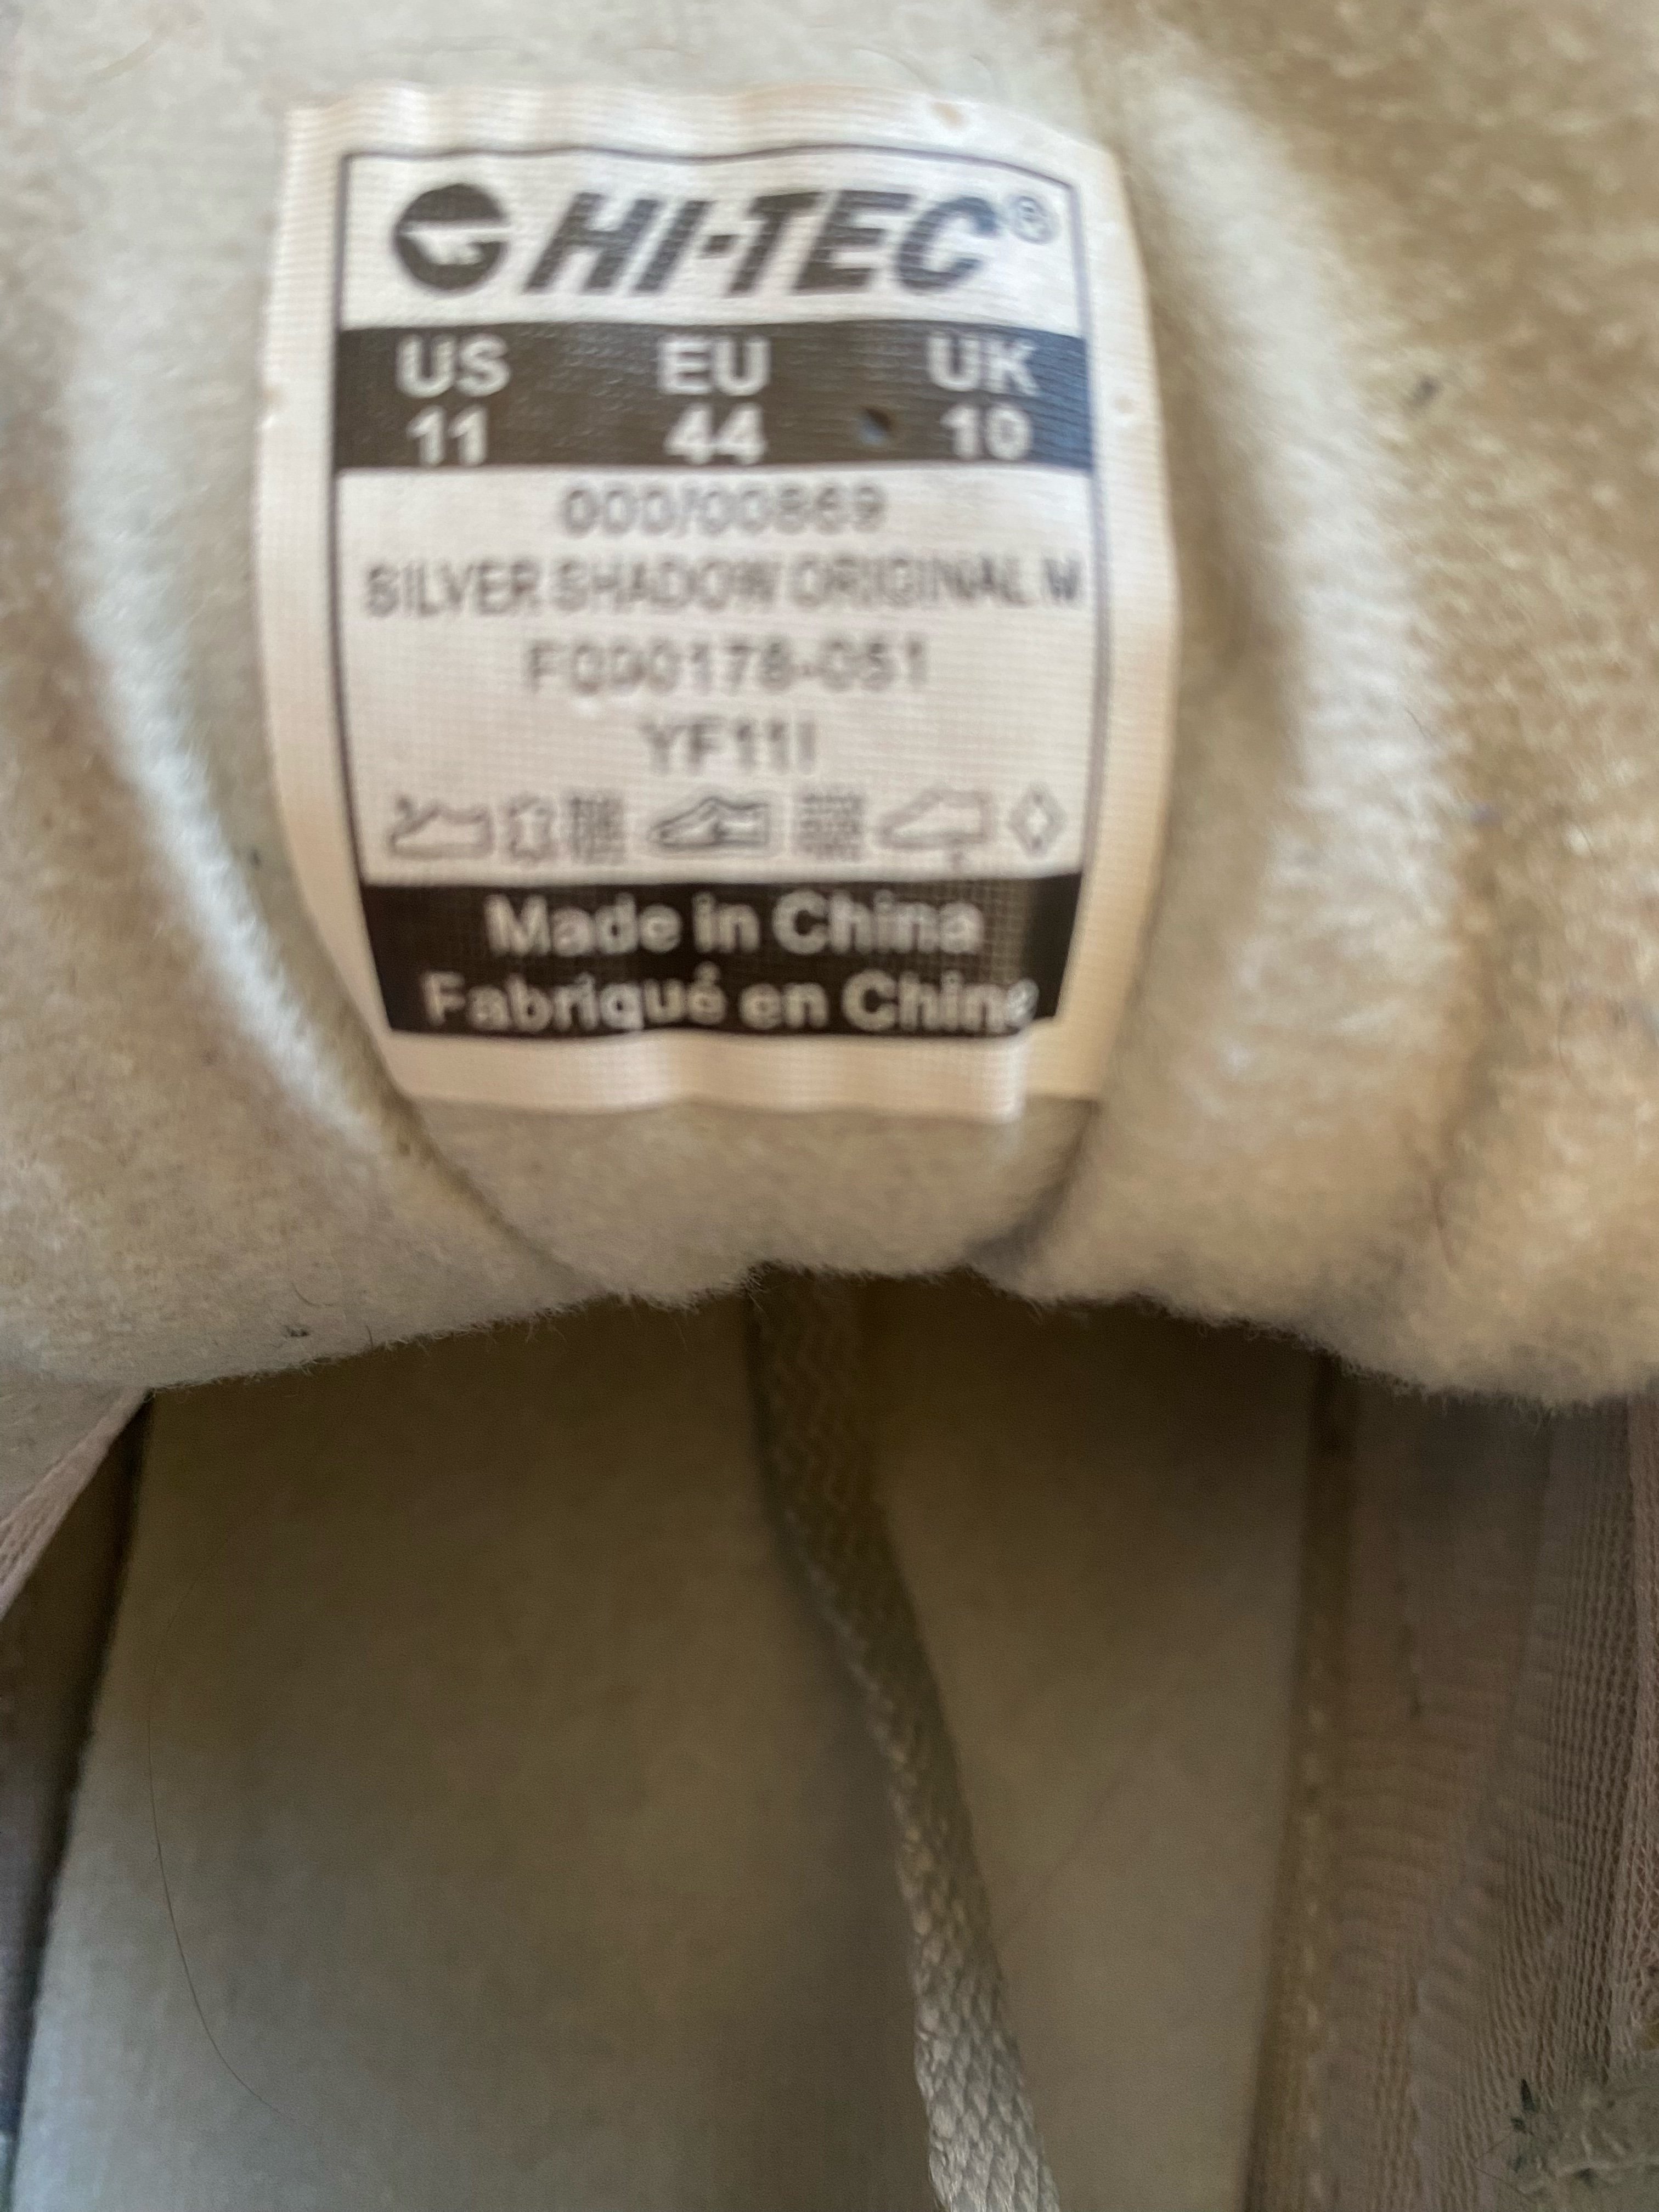 HI-TEC®
US EU UK
11 44 10
000/00869
SILVER SHADOW ORIGINAL M
F090178-051
YF11I
Made in China
Fabriqué en Chine